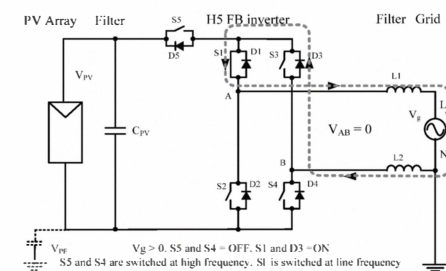 PV Array Filter H5 FB inverter Filter Grid
S5
D5
S1 D1 S3 D3
V_PV
C_PV
A
L1
L
V_g
V_AB = 0
N
B
L2
S2 D2 S4 D4
V_PE
Vg > 0. S5 and S4 = OFF. S1 and D3 =ON
S5 and S4 are switched at high frequency. S1 is switched at line frequency